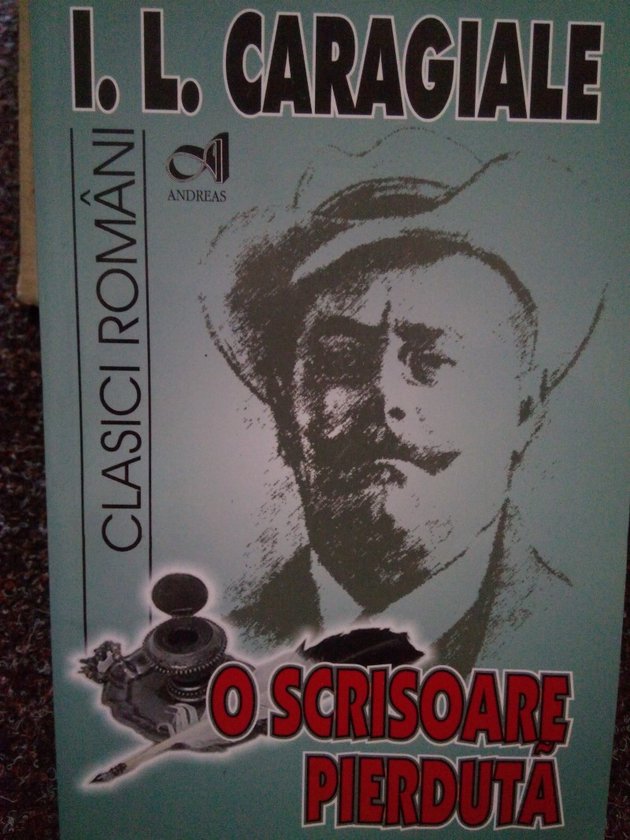 I. L. CARAGIALE
ANDREAS
CLASICI ROMÂNI
O SCRISOARE
PIERDUTĂ